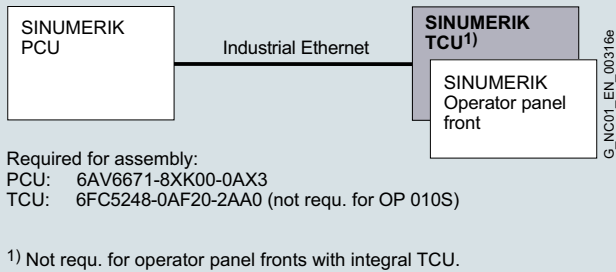 SINUMERIK
PCU
Industrial Ethernet
SINUMERIK
TCU1)
SINUMERIK
Operator panel
front
G_NC01_EN_00316e
Required for assembly:
PCU: 6AV6671-8XK00-0AX3
TCU: 6FC5248-0AF20-2AA0 (not requ. for OP 010S)
1) Not requ. for operator panel fronts with integral TCU.